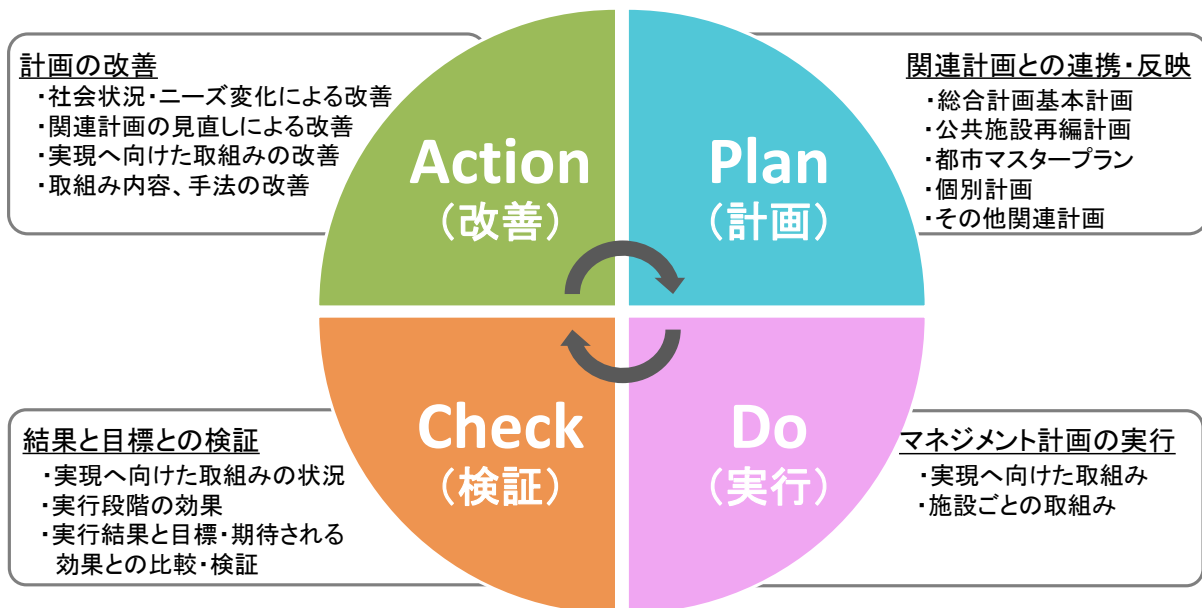 計画の改善
・社会状況・ニーズ変化による改善
・関連計画の見直しによる改善
・実現へ向けた取組みの改善
・取組み内容、手法の改善
Action
（改善）
Plan
（計画）
関連計画との連携・反映
・総合計画基本計画
・公共施設再編計画
・都市マスタープラン
・個別計画
・その他関連計画
結果と目標との検証
・実現へ向けた取組みの状況
・実行段階の効果
・実行結果と目標・期待される
効果との比較・検証
Check
（検証）
Do
（実行）
マネジメント計画の実行
・実現へ向けた取組み
・施設ごとの取組み